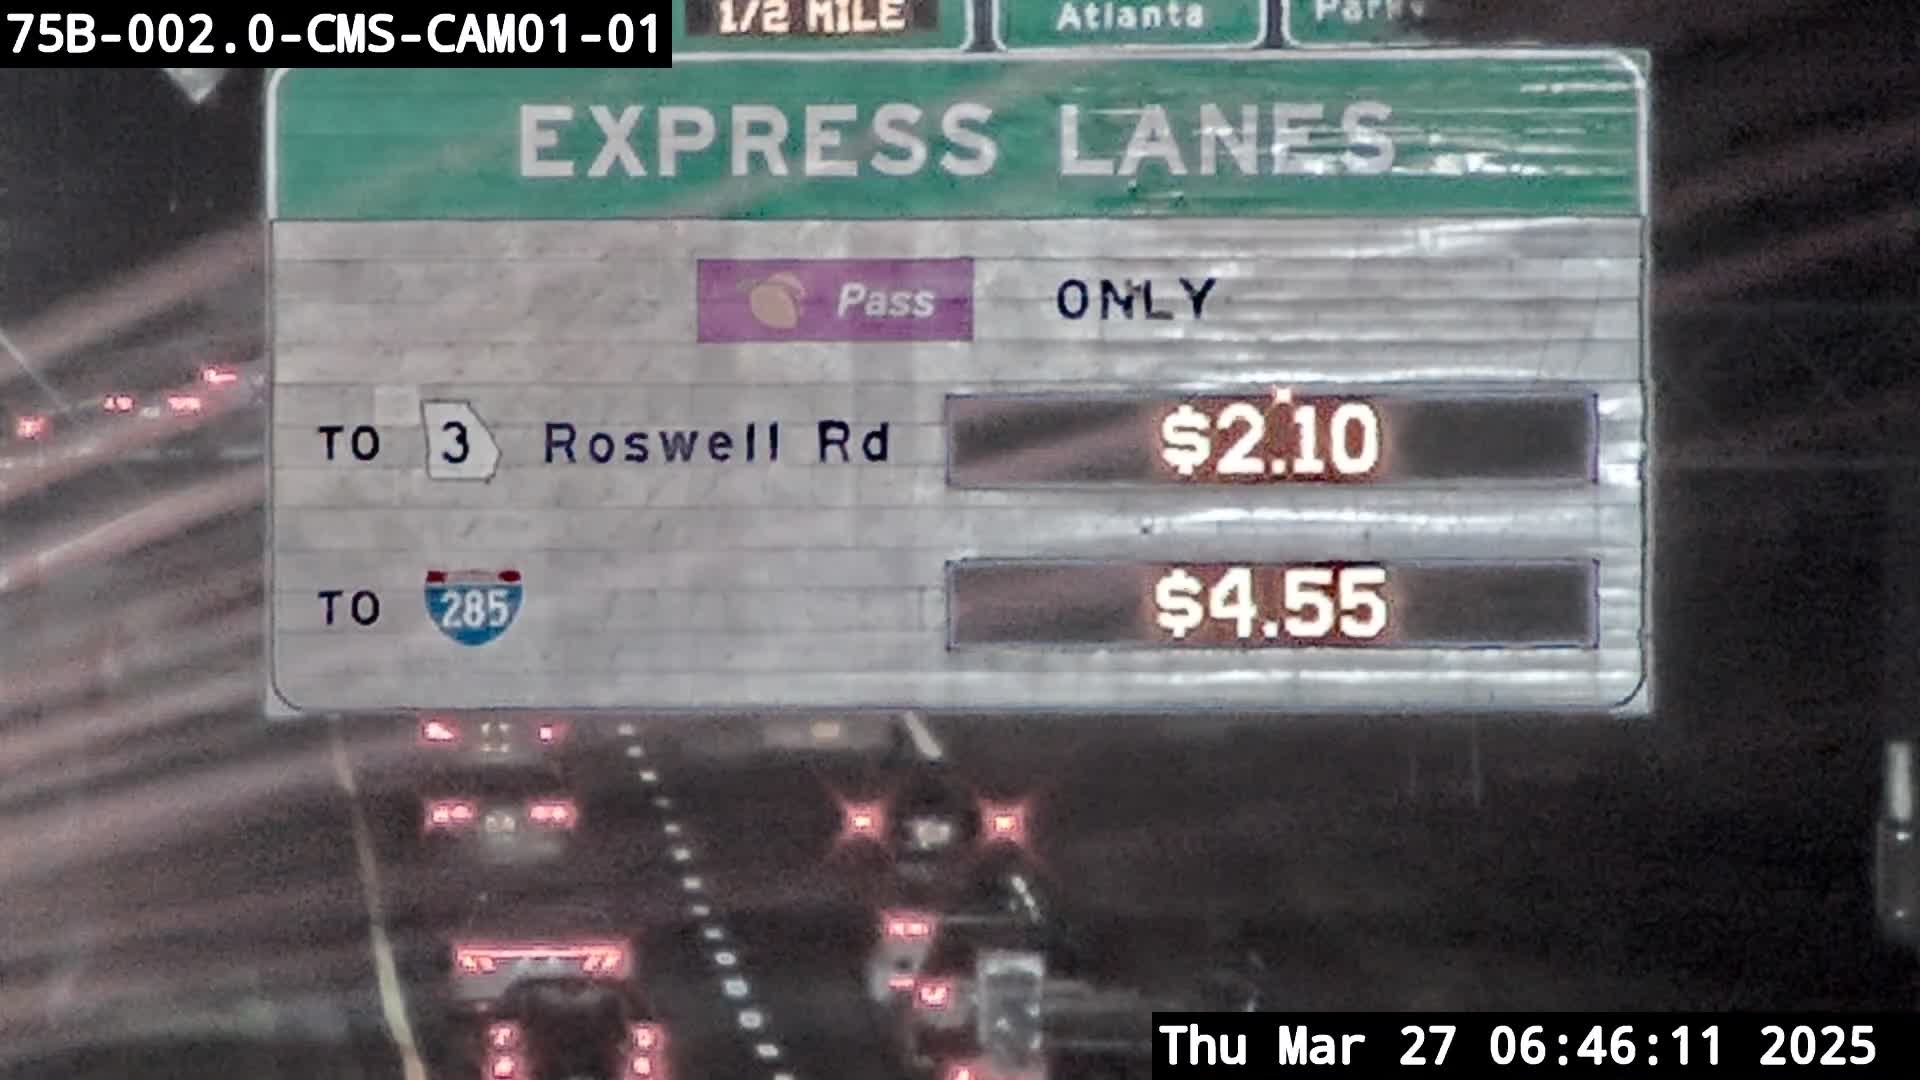 75B-002.0-CMS-CAM01-01
1/2 MILE
Atlanta
EXPRESS LANES
Pass ONLY
TO 3 Roswell Rd $2.10
TO 285 $4.55
Thu Mar 27 06:46:11 2025